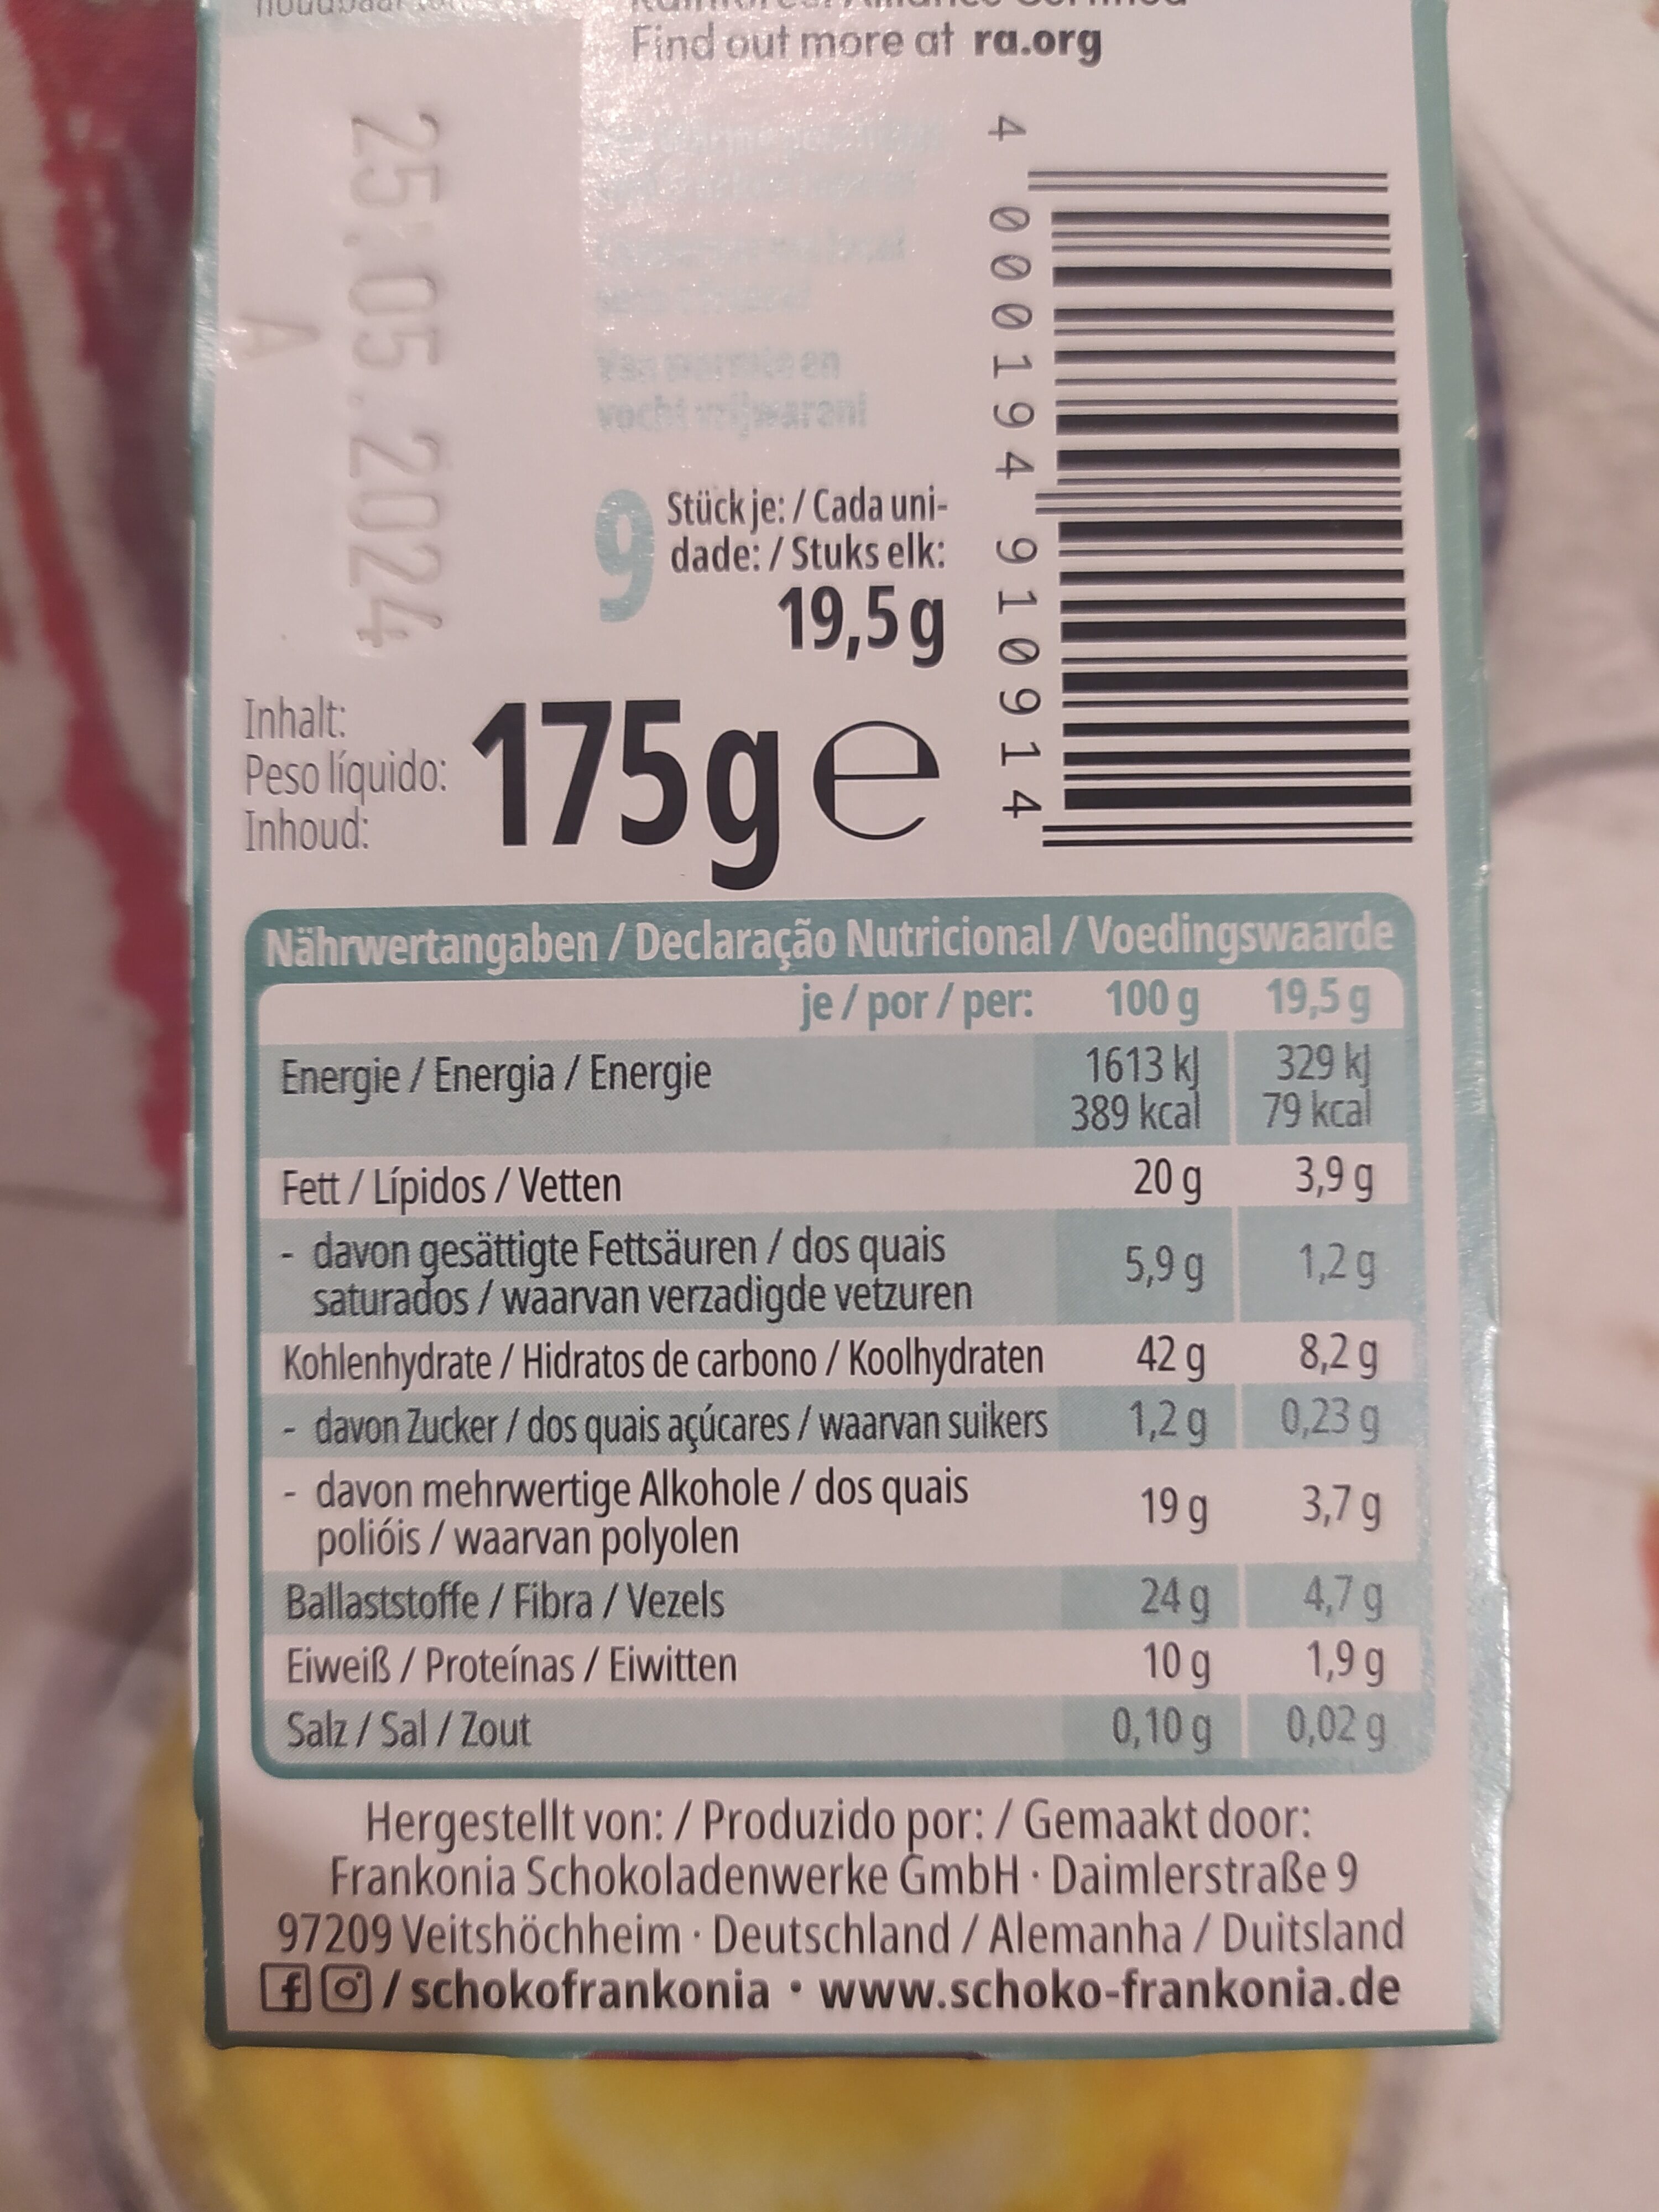 Find out more at ra.org
25.05.2024
A
vocht vrijwaren!
9 Stück je: / Cada uni-
dade: / Stuks elk:
19,5 g
4 000194 910914
Inhalt:
Peso líquido:
Inhoud:
175 g e
Nährwertangaben / Declaração Nutricional / Voedingswaarde
je / por / per: 100 g 19,5 g
Energie / Energia / Energie 1613 kJ 329 kJ
389 kcal 79 kcal
Fett / Lípidos / Vetten 20 g 3,9 g
- davon gesättigte Fettsäuren / dos quais
saturados / waarvan verzadigde vetzuren 5,9 g 1,2 g
Kohlenhydrate / Hidratos de carbono / Koolhydraten 42 g 8,2 g
- davon Zucker / dos quais açúcares / waarvan suikers 1,2 g 0,23 g
- davon mehrwertige Alkohole / dos quais
polióis / waarvan polyolen 19 g 3,7 g
Ballaststoffe / Fibra / Vezels 24 g 4,7 g
Eiweiß / Proteínas / Eiwitten 10 g 1,9 g
Salz / Sal / Zout 0,10 g 0,02 g
Hergestellt von: / Produzido por: / Gemaakt door:
Frankonia Schokoladenwerke GmbH · Daimlerstraße 9
97209 Veitshöchheim · Deutschland / Alemanha / Duitsland
/ schokofrankonia • www.schoko-frankonia.de